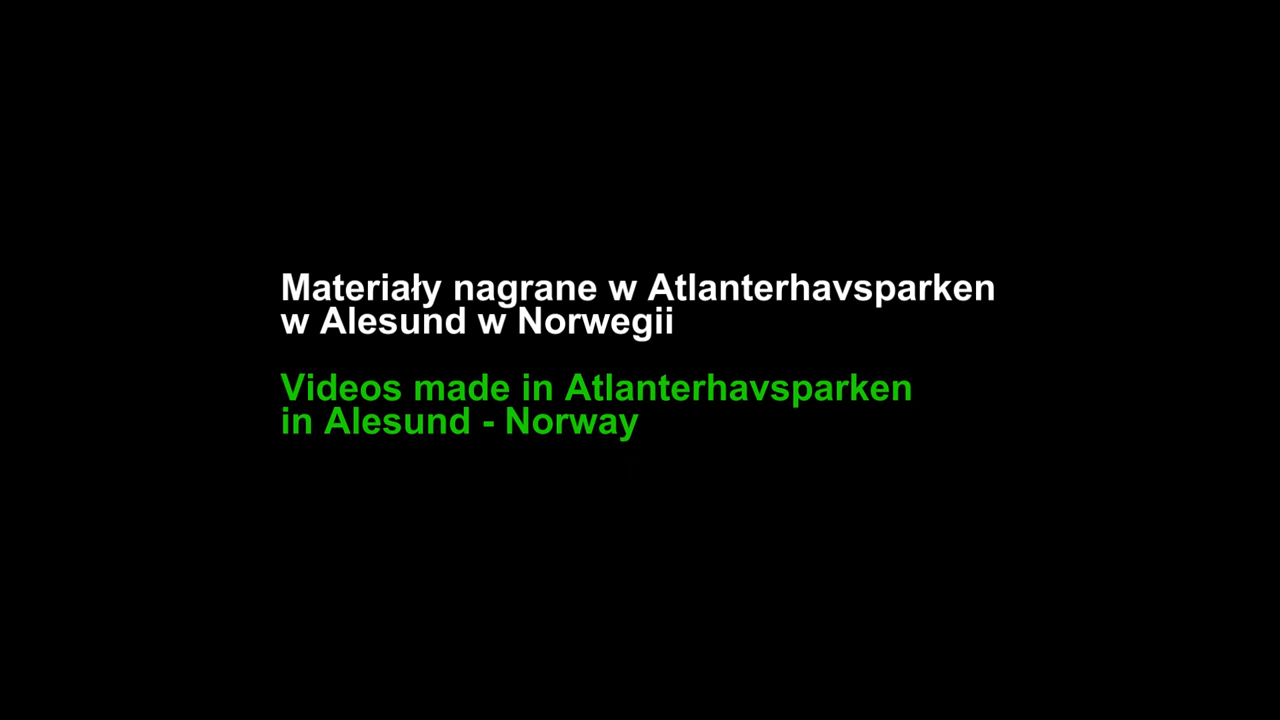 Materiały nagrane w Atlanterhavsparken
w Alesund w Norwegii
Videos made in Atlanterhavsparken
in Alesund - Norway